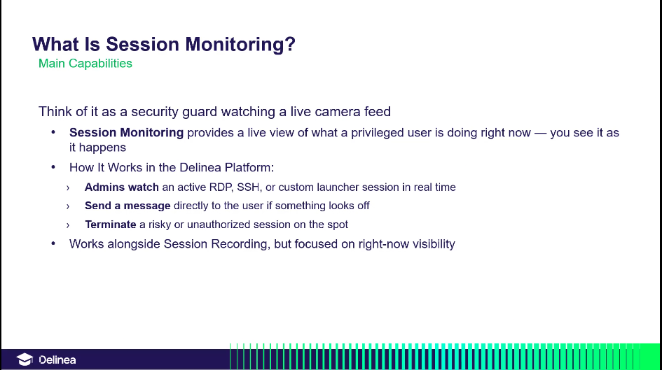 What Is Session Monitoring?
Main Capabilities
Think of it as a security guard watching a live camera feed
• Session Monitoring provides a live view of what a privileged user is doing right now — you see it as
it happens
• How It Works in the Delinea Platform:
› Admins watch an active RDP, SSH, or custom launcher session in real time
› Send a message directly to the user if something looks off
› Terminate a risky or unauthorized session on the spot
• Works alongside Session Recording, but focused on right-now visibility
Delinea